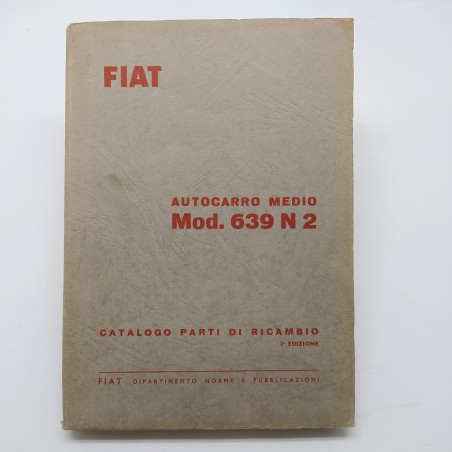 FIAT
AUTOCARRO MEDIO
Mod. 639 N 2
CATALOGO PARTI DI RICAMBIO
2ª EDIZIONE
FIAT DIPARTIMENTO NORME E PUBBLICAZIONI